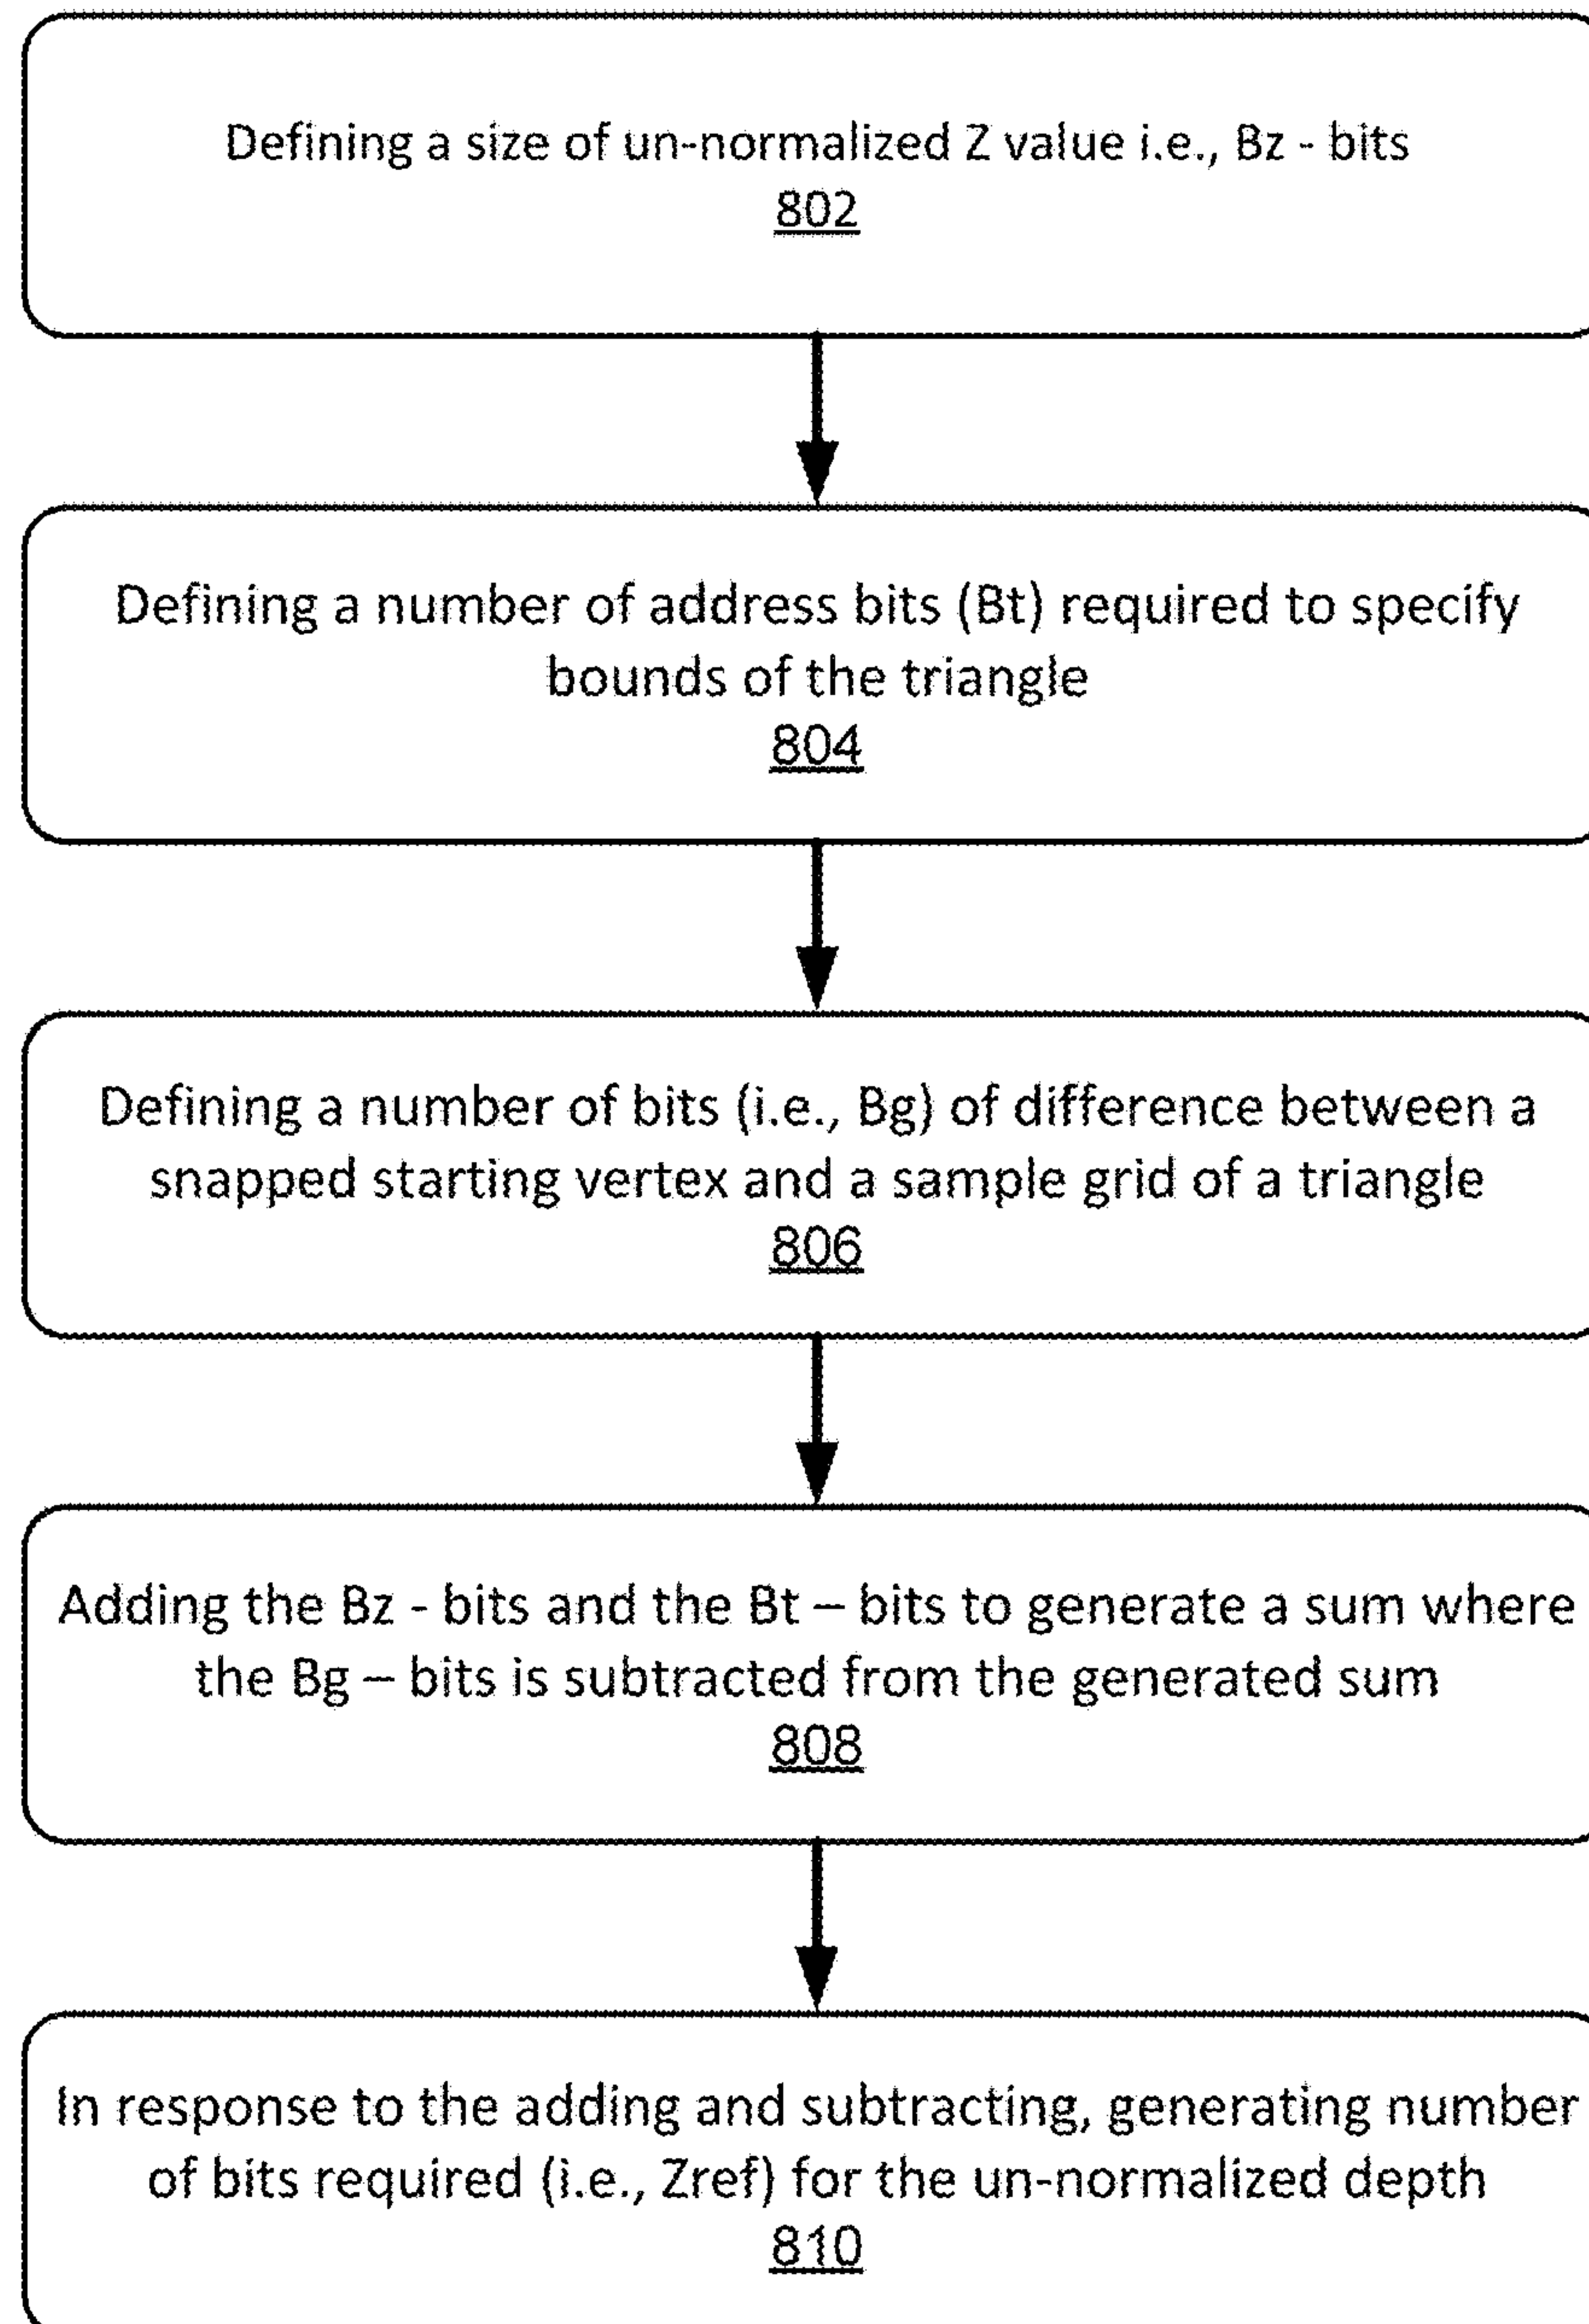 Defining a size of un-normalized Z value i.e., Bz - bits
802
Defining a number of address bits (Bt) required to specify
bounds of the triangle
804
Defining a number of bits (i.e., Bg) of difference between a
snapped starting vertex and a sample grid of a triangle
806
Adding the Bz - bits and the Bt – bits to generate a sum where
the Bg – bits is subtracted from the generated sum
808
In response to the adding and subtracting, generating number
of bits required (i.e., Zref) for the un-normalized depth
810